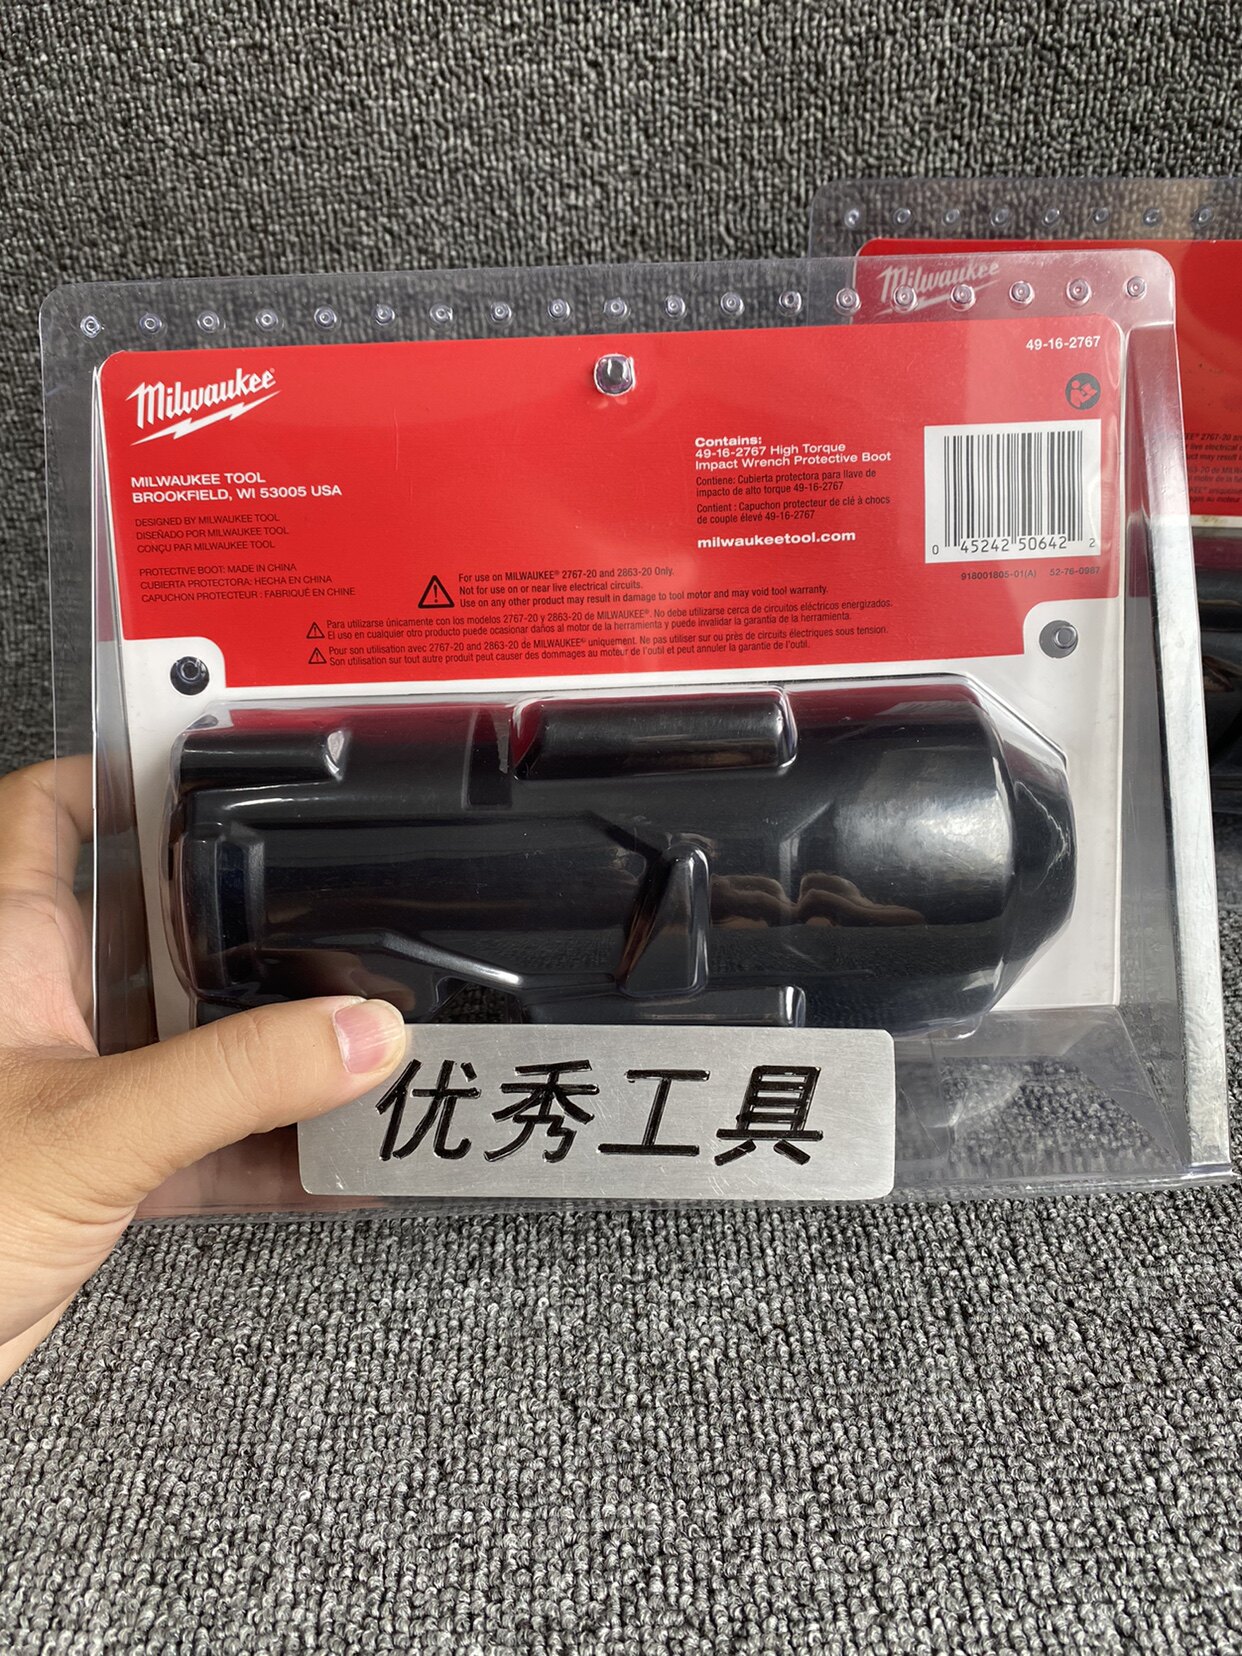 Milwaukee
49-16-2767
Milwaukee
MILWAUKEE TOOL
BROOKFIELD, WI 53005 USA
DESIGNED BY MILWAUKEE TOOL
DISEÑADO POR MILWAUKEE TOOL
CONÇU PAR MILWAUKEE TOOL
PROTECTIVE BOOT: MADE IN CHINA
CUBIERTA PROTECTORA: HECHA EN CHINA
CAPUCHON PROTECTEUR : FABRIQUÉ EN CHINE
Contains:
49-16-2767 High Torque
Impact Wrench Protective Boot
Contiene: Cubierta protectora para llave de
impacto de alto torque 49-16-2767
Contient : Capuchon protecteur de clé à chocs
de couple élevé 49-16-2767
milwaukeetool.com
0 45242 50642 2
918001805-01(A) 52-76-0987
For use on MILWAUKEE® 2767-20 and 2863-20 Only.
Not for use on or near live electrical circuits.
Use on any other product may result in damage to tool motor and may void tool warranty.
Para utilizarse únicamente con los modelos 2767-20 y 2863-20 de MILWAUKEE®. No debe utilizarse cerca de circuitos eléctricos energizados.
El uso en cualquier otro producto puede ocasionar daños al motor de la herramienta y puede invalidar la garantía de la herramienta.
Pour son utilisation avec 2767-20 and 2863-20 de MILWAUKEE® uniquement. Ne pas utiliser sur ou près de circuits électriques sous tension.
Son utilisation sur tout autre produit peut causer des dommages au moteur de l'outil et peut annuler la garantie de l'outil.
优秀工具